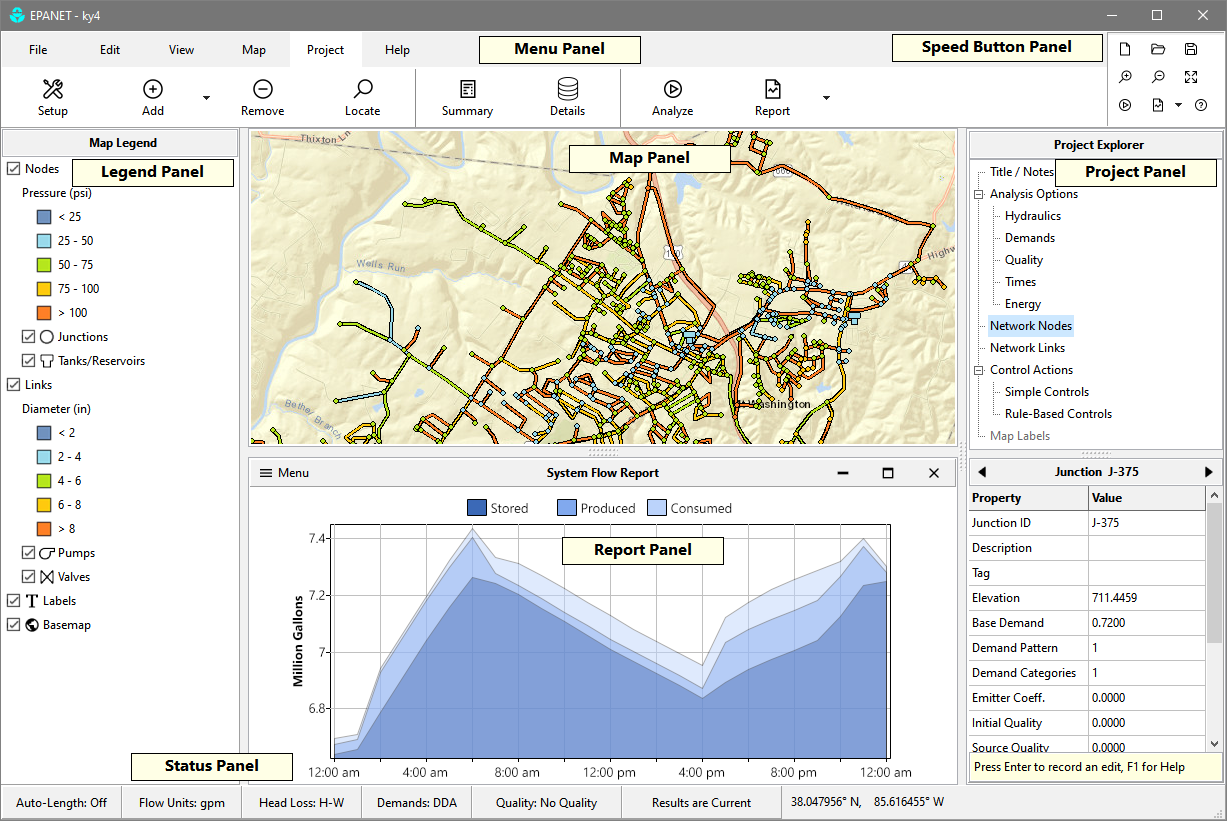 EPANET - ky4
File Edit View Map Project Help
Menu Panel
Speed Button Panel
Setup Add Remove Locate Summary Details Analyze Report
Map Legend
Legend Panel
Nodes
Pressure (psi)
< 25
25 - 50
50 - 75
75 - 100
> 100
Junctions
Tanks/Reservoirs
Links
Diameter (in)
< 2
2 - 4
4 - 6
6 - 8
> 8
Pumps
Valves
Labels
Basemap
Map Panel
Thixton Ln
Wells Run
Bethel Branch
Washington
Menu
System Flow Report
Stored Produced Consumed
Report Panel
Million Gallons
7.4
7.2
7
6.8
12:00 am 4:00 am 8:00 am 12:00 pm 4:00 pm 8:00 pm 12:00 am
Project Explorer
Project Panel
Title / Notes
Analysis Options
Hydraulics
Demands
Quality
Times
Energy
Network Nodes
Network Links
Control Actions
Simple Controls
Rule-Based Controls
Map Labels
Junction J-375
Property Value
Junction ID J-375
Description
Tag
Elevation 711.4459
Base Demand 0.7200
Demand Pattern 1
Demand Categories 1
Emitter Coeff. 0.0000
Initial Quality 0.0000
Source Quality 0.0000
Press Enter to record an edit, F1 for Help
Status Panel
Auto-Length: Off Flow Units: gpm Head Loss: H-W Demands: DDA Quality: No Quality Results are Current 38.047956° N, 85.616455° W